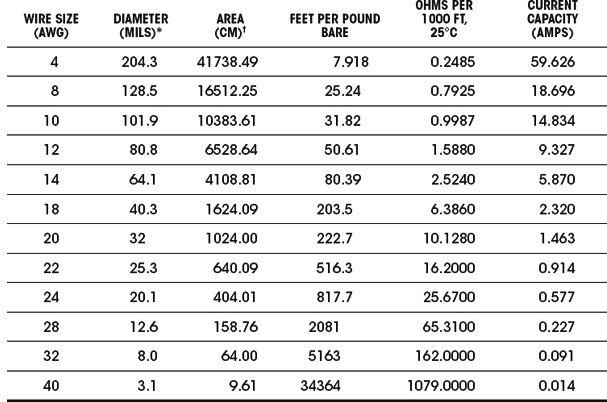 WIRE SIZE (AWG) DIAMETER (MILS)* AREA (CM)† FEET PER POUND BARE OHMS PER 1000 FT, 25°C CURRENT CAPACITY (AMPS)
4 204.3 41738.49 7.918 0.2485 59.626
8 128.5 16512.25 25.24 0.7925 18.696
10 101.9 10383.61 31.82 0.9987 14.834
12 80.8 6528.64 50.61 1.5880 9.327
14 64.1 4108.81 80.39 2.5240 5.870
18 40.3 1624.09 203.5 6.3860 2.320
20 32 1024.00 222.7 10.1280 1.463
22 25.3 640.09 516.3 16.2000 0.914
24 20.1 404.01 817.7 25.6700 0.577
28 12.6 158.76 2081 65.3100 0.227
32 8.0 64.00 5163 162.0000 0.091
40 3.1 9.61 34364 1079.0000 0.014